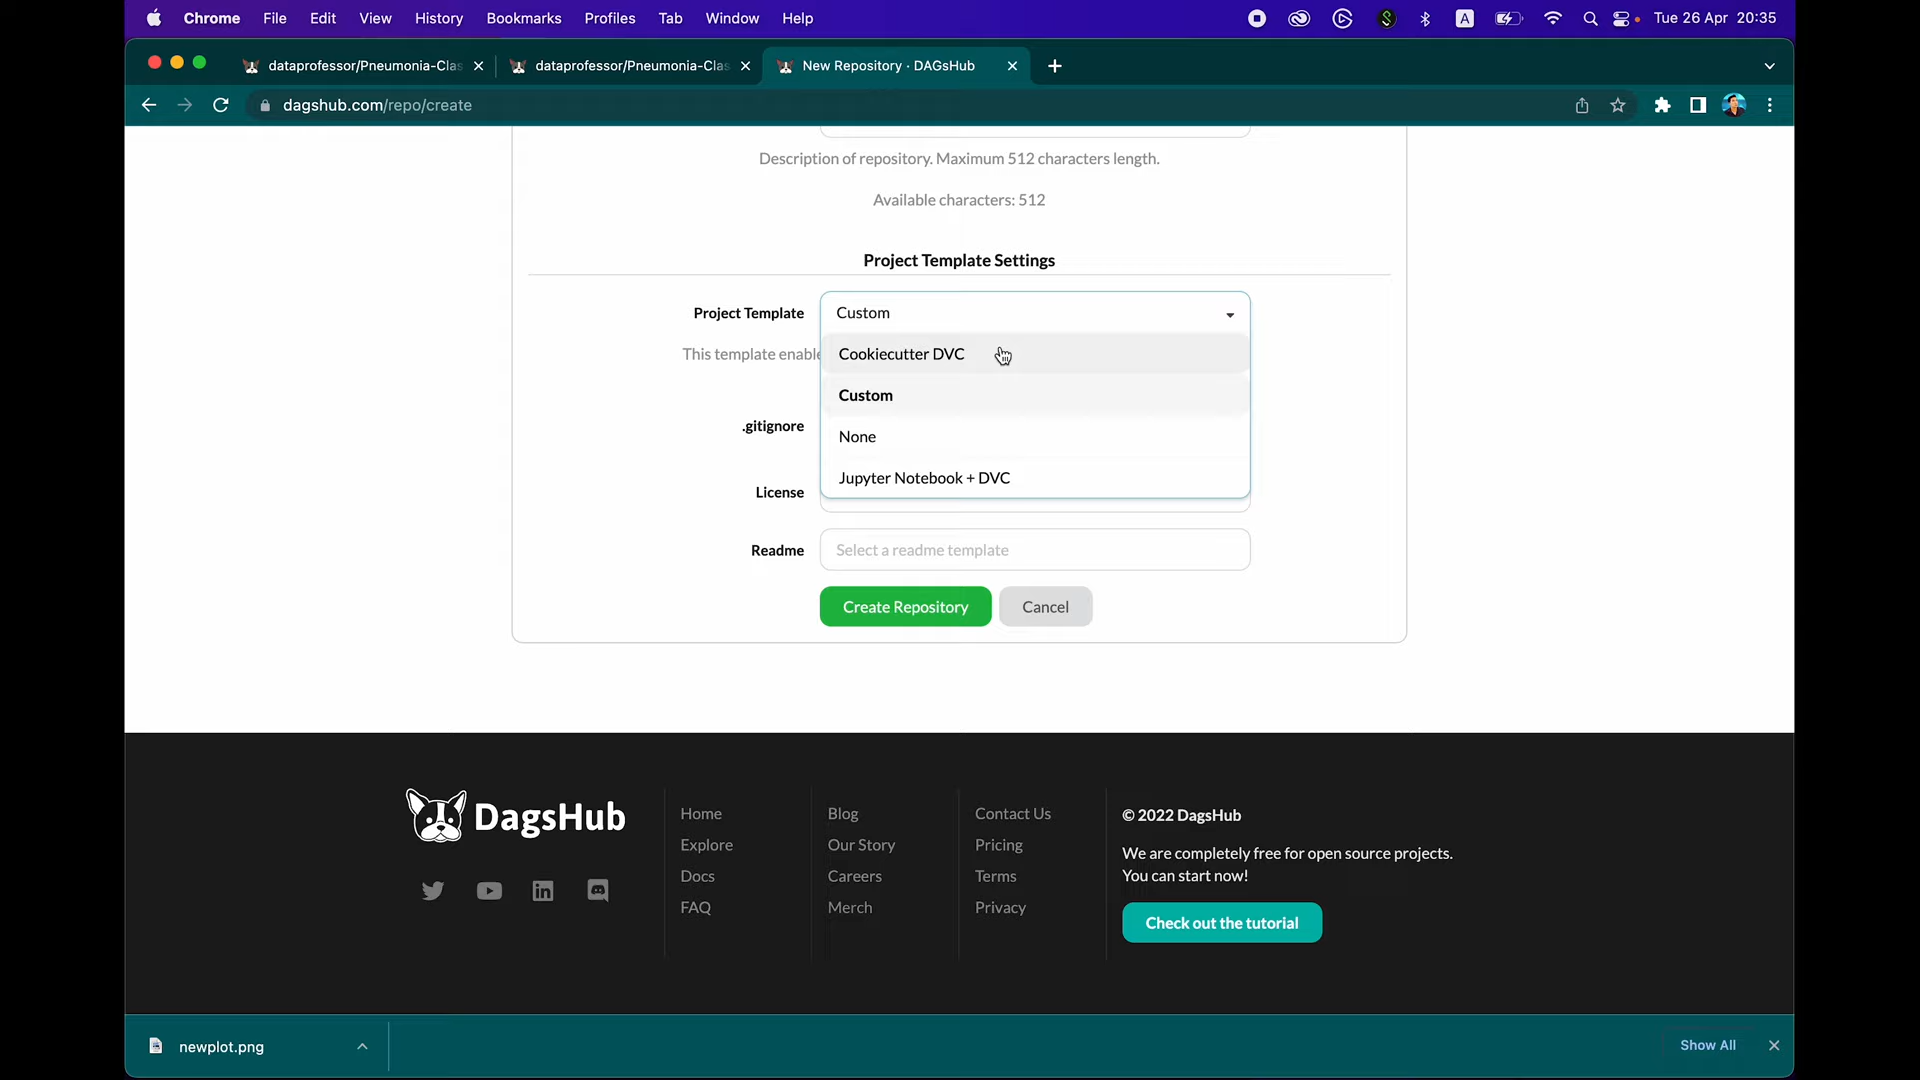 Chrome File Edit View History Bookmarks Profiles Tab Window Help A Tue 26 Apr 20:35
dataprofessor/Pneumonia-Clas dataprofessor/Pneumonia-Clas New Repository · DAGsHub
dagshub.com/repo/create
Description of repository. Maximum 512 characters length.
Available characters: 512
Project Template Settings
Project Template Custom
This template enable Cookiecutter DVC
Custom
.gitignore
None
Jupyter Notebook + DVC
License
Readme Select a readme template
Create Repository Cancel
DagsHub
Home
Explore
Docs
FAQ
Blog
Our Story
Careers
Merch
Contact Us
Pricing
Terms
Privacy
© 2022 DagsHub
We are completely free for open source projects.
You can start now!
Check out the tutorial
newplot.png Show All